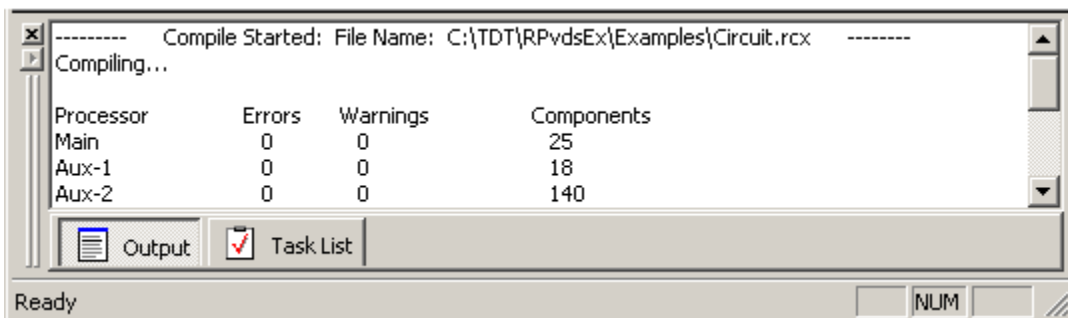 --------- Compile Started: File Name: C:\TDT\RPvdsEx\Examples\Circuit.rcx --------
Compiling...
Processor Errors Warnings Components
Main 0 0 25
Aux-1 0 0 18
Aux-2 0 0 140
Output Task List
Ready NUM